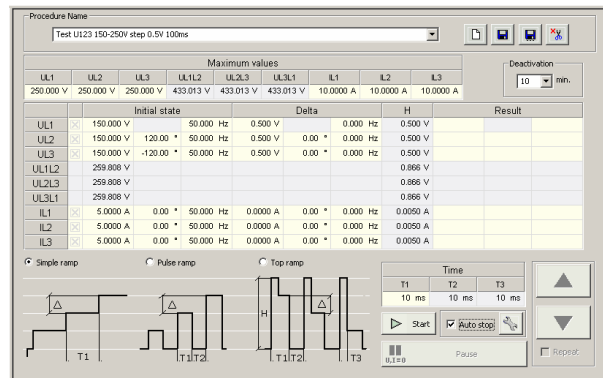 Procedure Name
Test U123 150-250V step 0.5V 100ms
Maximum values
Deactivation
UL1 UL2 UL3 UL1L2 UL2L3 UL3L1 IL1 IL2 IL3
250.000 V 250.000 V 250.000 V 433.013 V 433.013 V 433.013 V 10.0000 A 10.0000 A 10.0000 A
10 min.
Initial state Delta H Result
UL1 150.000 V 50.000 Hz 0.500 V 0.000 Hz 0.500 V
UL2 150.000 V 120.00 ° 50.000 Hz 0.500 V 0.00 ° 0.000 Hz 0.500 V
UL3 150.000 V -120.00 ° 50.000 Hz 0.500 V 0.00 ° 0.000 Hz 0.500 V
UL1L2 259.808 V 0.866 V
UL2L3 259.808 V 0.866 V
UL3L1 259.808 V 0.866 V
IL1 5.0000 A 0.00 ° 50.000 Hz 0.0000 A 0.00 ° 0.000 Hz 0.0050 A
IL2 5.0000 A 0.00 ° 50.000 Hz 0.0000 A 0.00 ° 0.000 Hz 0.0050 A
IL3 5.0000 A 0.00 ° 50.000 Hz 0.0000 A 0.00 ° 0.000 Hz 0.0050 A
Simple ramp Pulse ramp Top ramp
Δ T1
Δ T1 T2
H Δ T1 T2 T3
Time
T1 T2 T3
10 ms 10 ms 10 ms
Start Auto stop
U,I=0 Pause Repeat